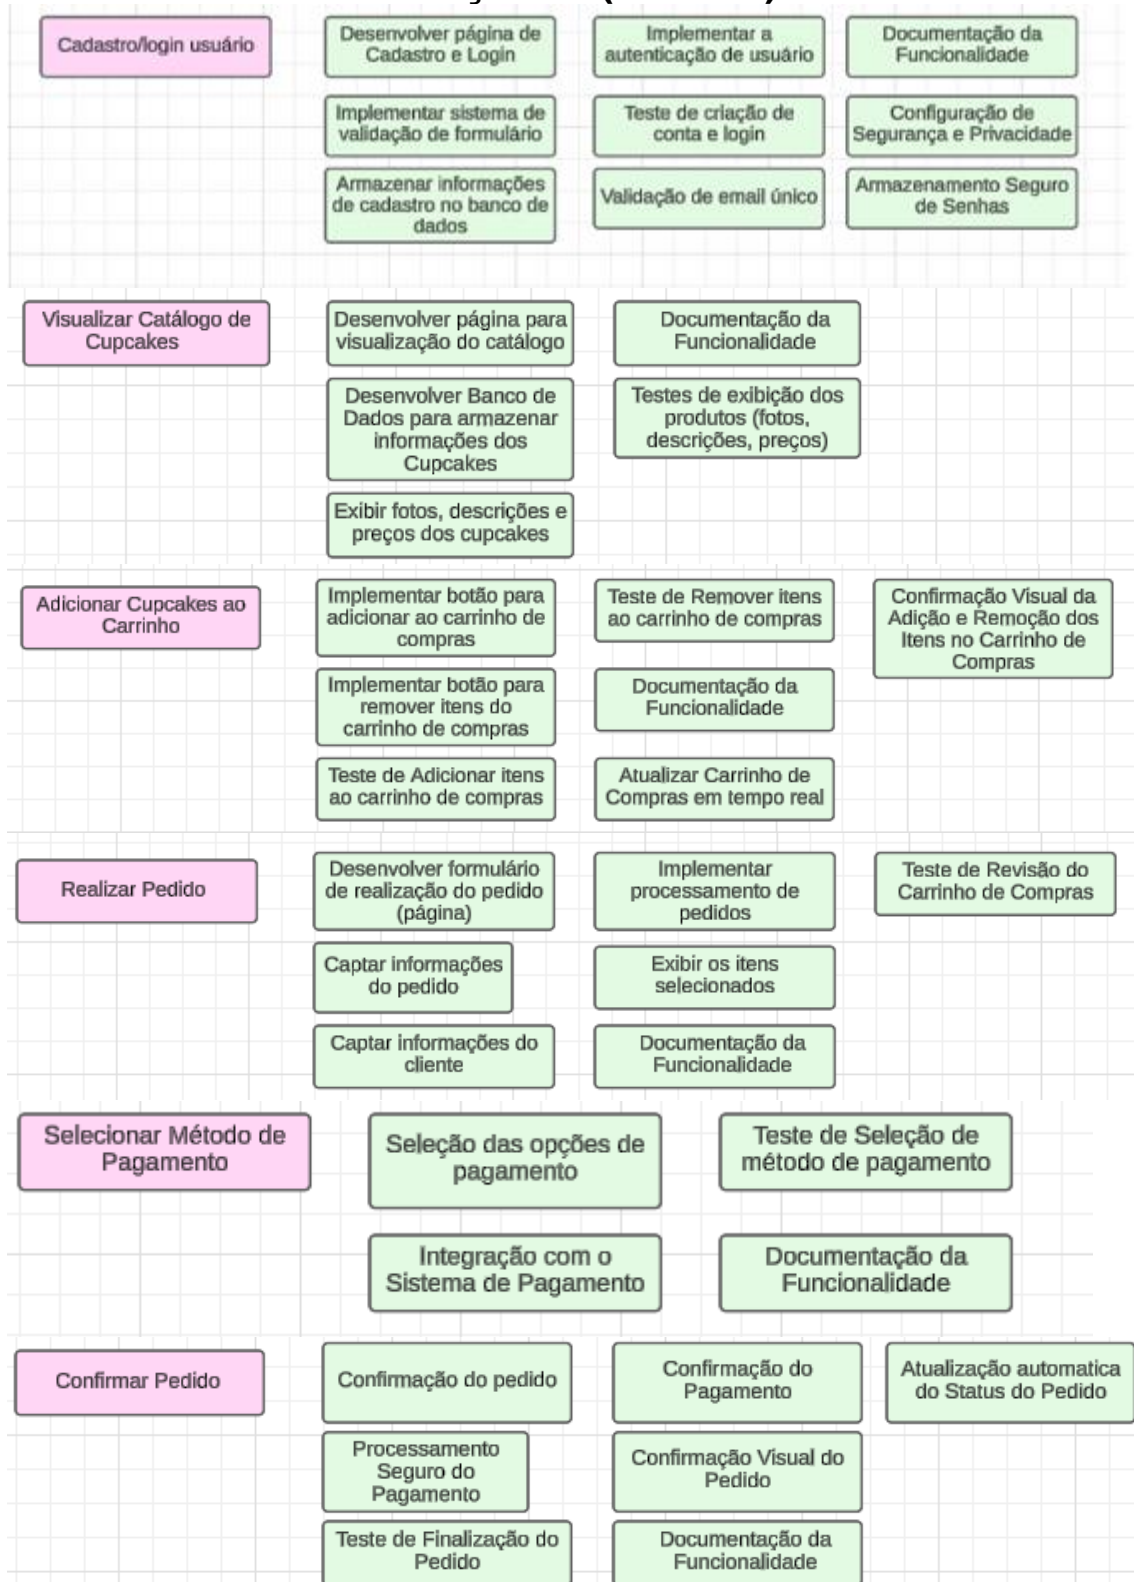 Cadastro/login usuário
Desenvolver página de
Cadastro e Login
Implementar a
autenticação de usuário
Documentação da
Funcionalidade
Implementar sistema de
validação de formulário
Teste de criação de
conta e login
Configuração de
Segurança e Privacidade
Armazenar informações
de cadastro no banco de
dados
Validação de email único
Armazenamento Seguro
de Senhas
Visualizar Catálogo de
Cupcakes
Desenvolver página para
visualização do catálogo
Documentação da
Funcionalidade
Desenvolver Banco de
Dados para armazenar
informações dos
Cupcakes
Testes de exibição dos
produtos (fotos,
descrições, preços)
Exibir fotos, descrições e
preços dos cupcakes
Adicionar Cupcakes ao
Carrinho
Implementar botão para
adicionar ao carrinho de
compras
Teste de Remover itens
ao carrinho de compras
Confirmação Visual da
Adição e Remoção dos
Itens no Carrinho de
Compras
Implementar botão para
remover itens do
carrinho de compras
Documentação da
Funcionalidade
Teste de Adicionar itens
ao carrinho de compras
Atualizar Carrinho de
Compras em tempo real
Realizar Pedido
Desenvolver formulário
de realização do pedido
(página)
Implementar
processamento de
pedidos
Teste de Revisão do
Carrinho de Compras
Captar informações
do pedido
Exibir os itens
selecionados
Captar informações do
cliente
Documentação da
Funcionalidade
Selecionar Método de
Pagamento
Seleção das opções de
pagamento
Teste de Seleção de
método de pagamento
Integração com o
Sistema de Pagamento
Documentação da
Funcionalidade
Confirmar Pedido
Confirmação do pedido
Confirmação do
Pagamento
Atualização automatica
do Status do Pedido
Processamento
Seguro do
Pagamento
Confirmação Visual do
Pedido
Teste de Finalização do
Pedido
Documentação da
Funcionalidade